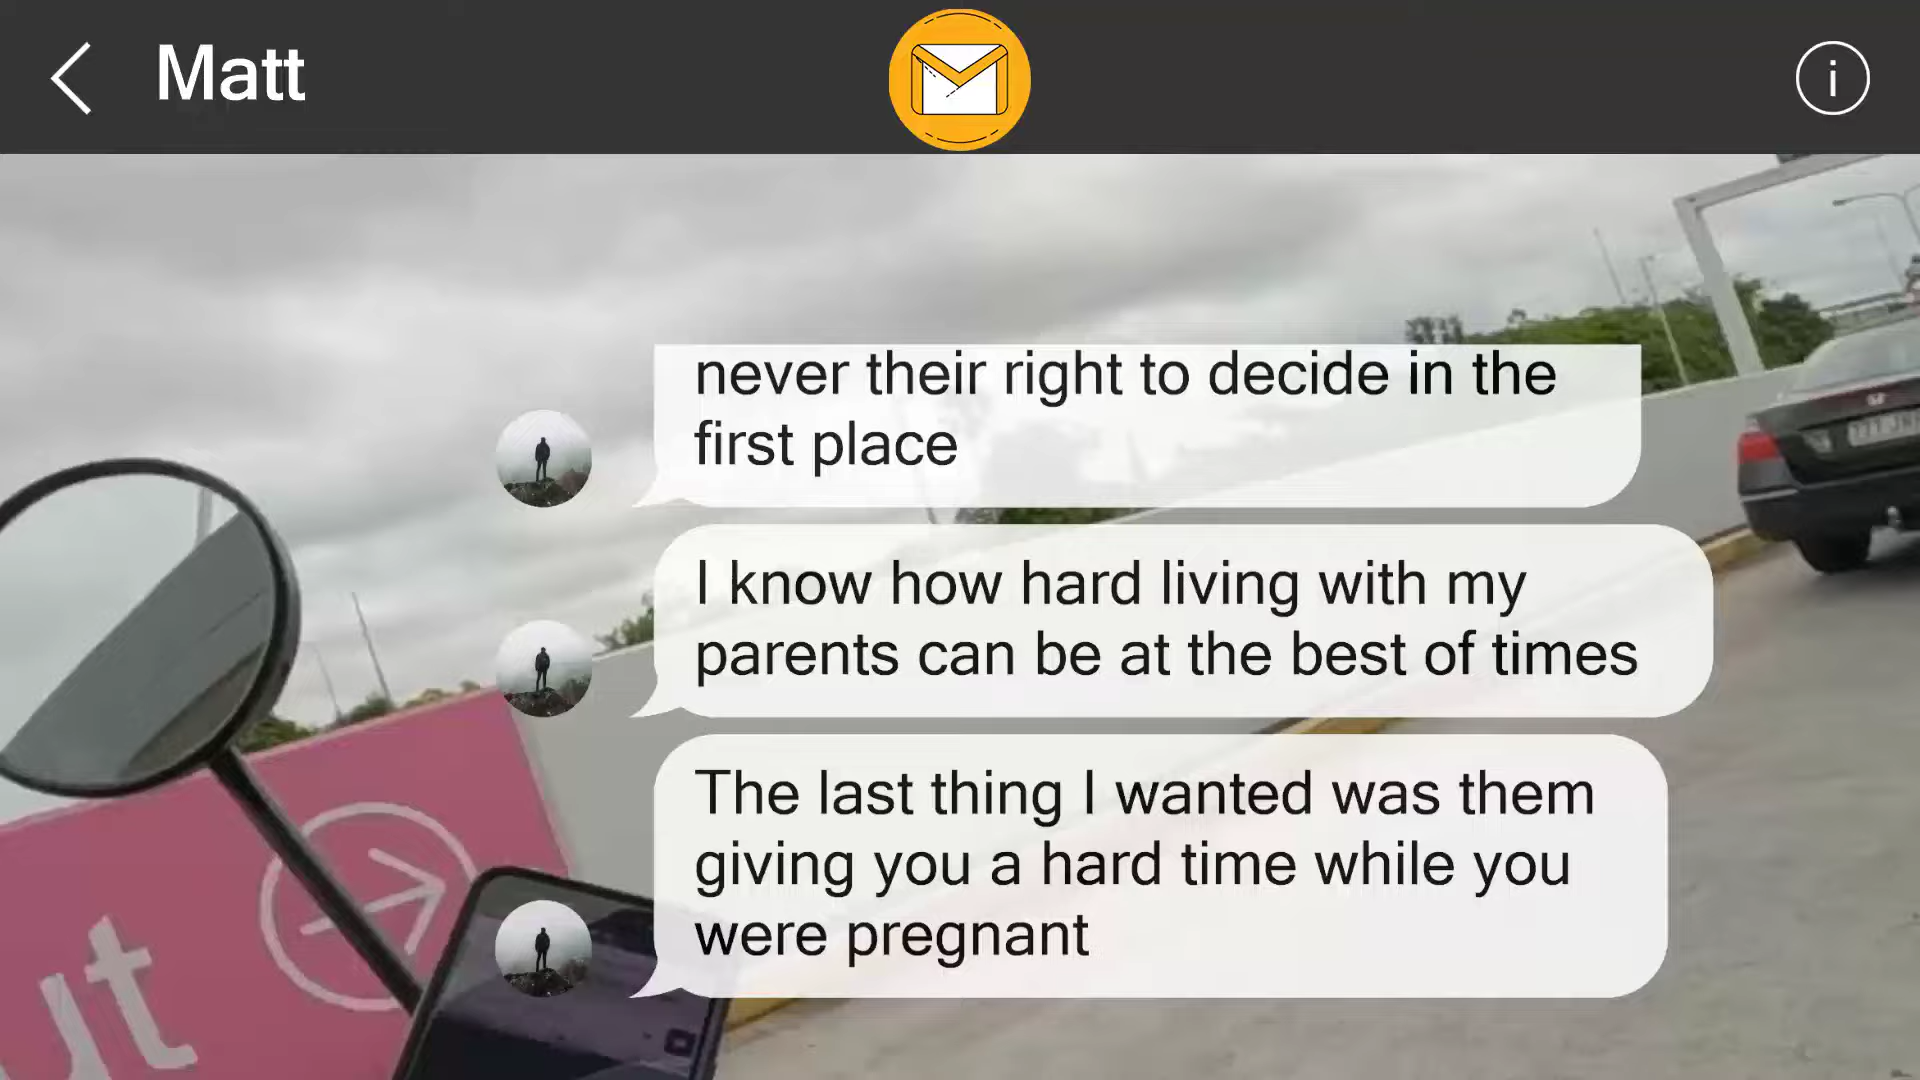 Matt
never their right to decide in the
first place
I know how hard living with my
parents can be at the best of times
The last thing I wanted was them
giving you a hard time while you
were pregnant
ut